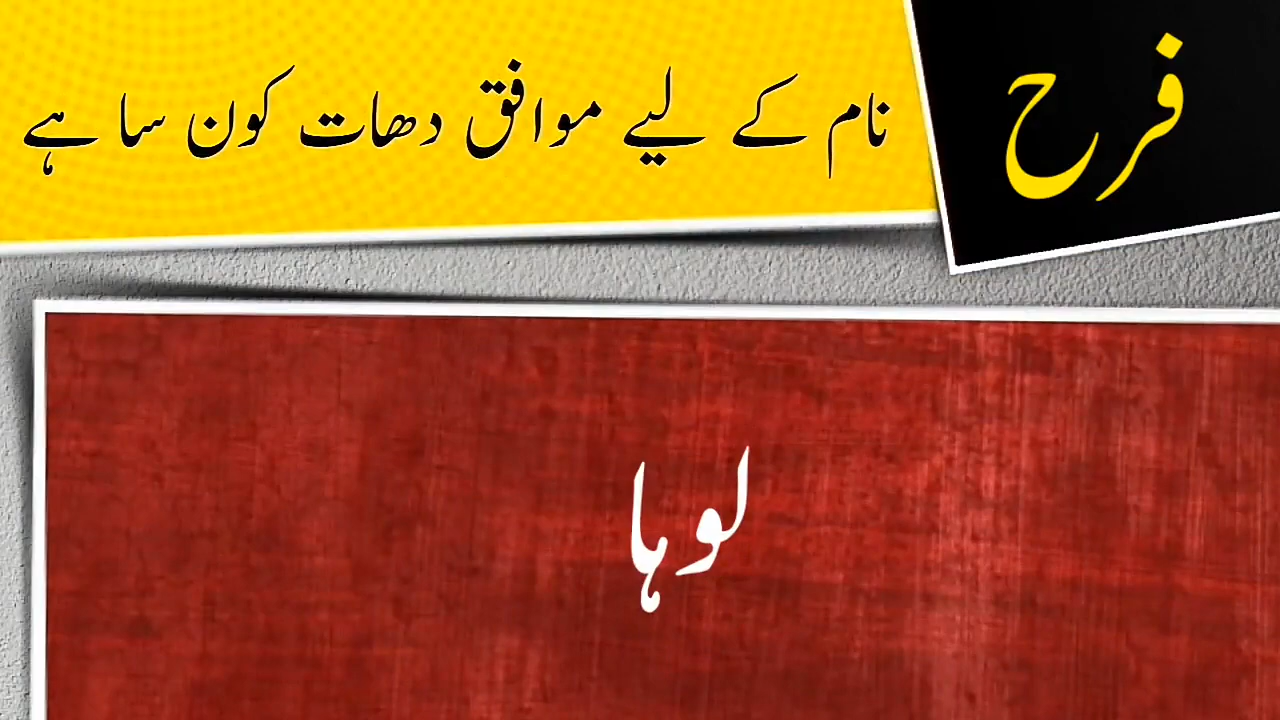 فرح
نام کے لیے موافق دھات کون سا ہے
لوہا